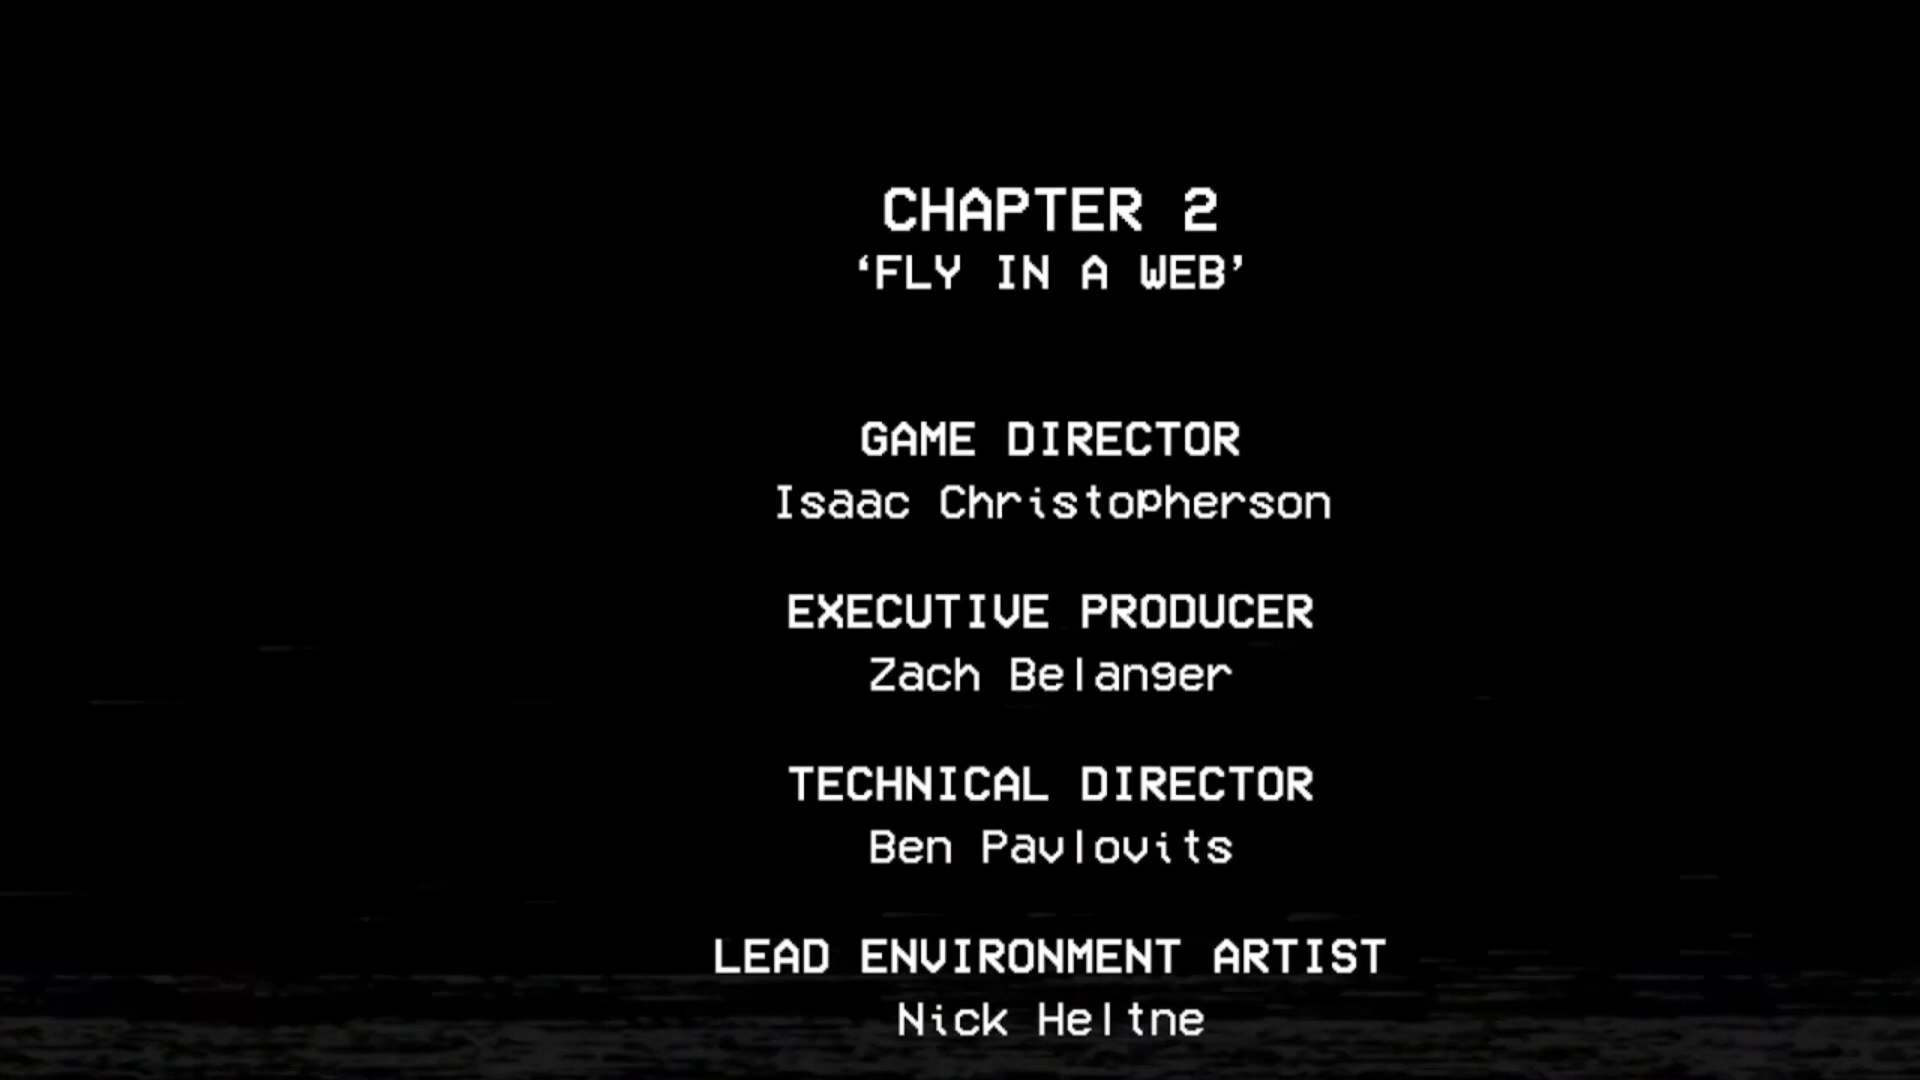 CHAPTER 2
‘FLY IN A WEB’
GAME DIRECTOR
Isaac Christopherson
EXECUTIVE PRODUCER
Zach Belanger
TECHNICAL DIRECTOR
Ben Pavlovits
LEAD ENVIRONMENT ARTIST
Nick Heltne